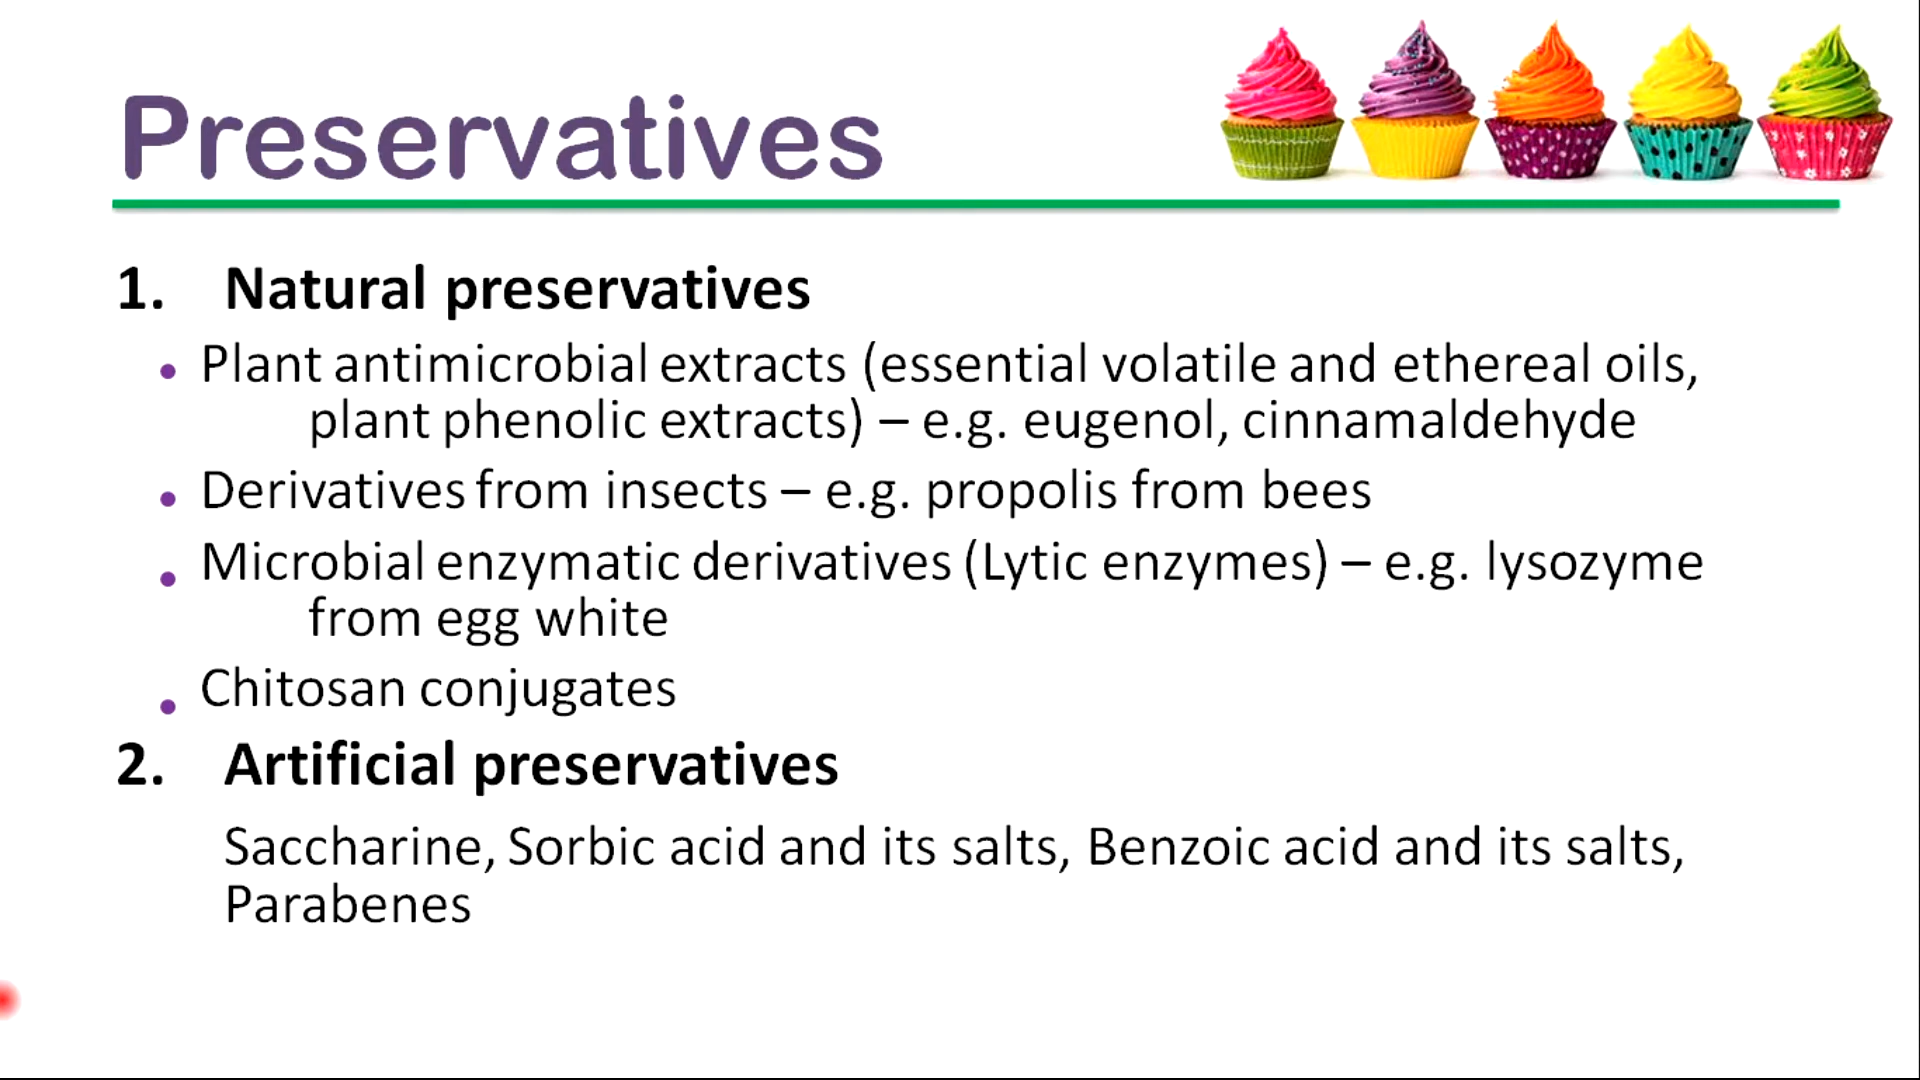 Preservatives
1. Natural preservatives
• Plant antimicrobial extracts (essential volatile and ethereal oils,
plant phenolic extracts) – e.g. eugenol, cinnamaldehyde
• Derivatives from insects – e.g. propolis from bees
• Microbial enzymatic derivatives (Lytic enzymes) – e.g. lysozyme
from egg white
• Chitosan conjugates
2. Artificial preservatives
Saccharine, Sorbic acid and its salts, Benzoic acid and its salts,
Parabenes